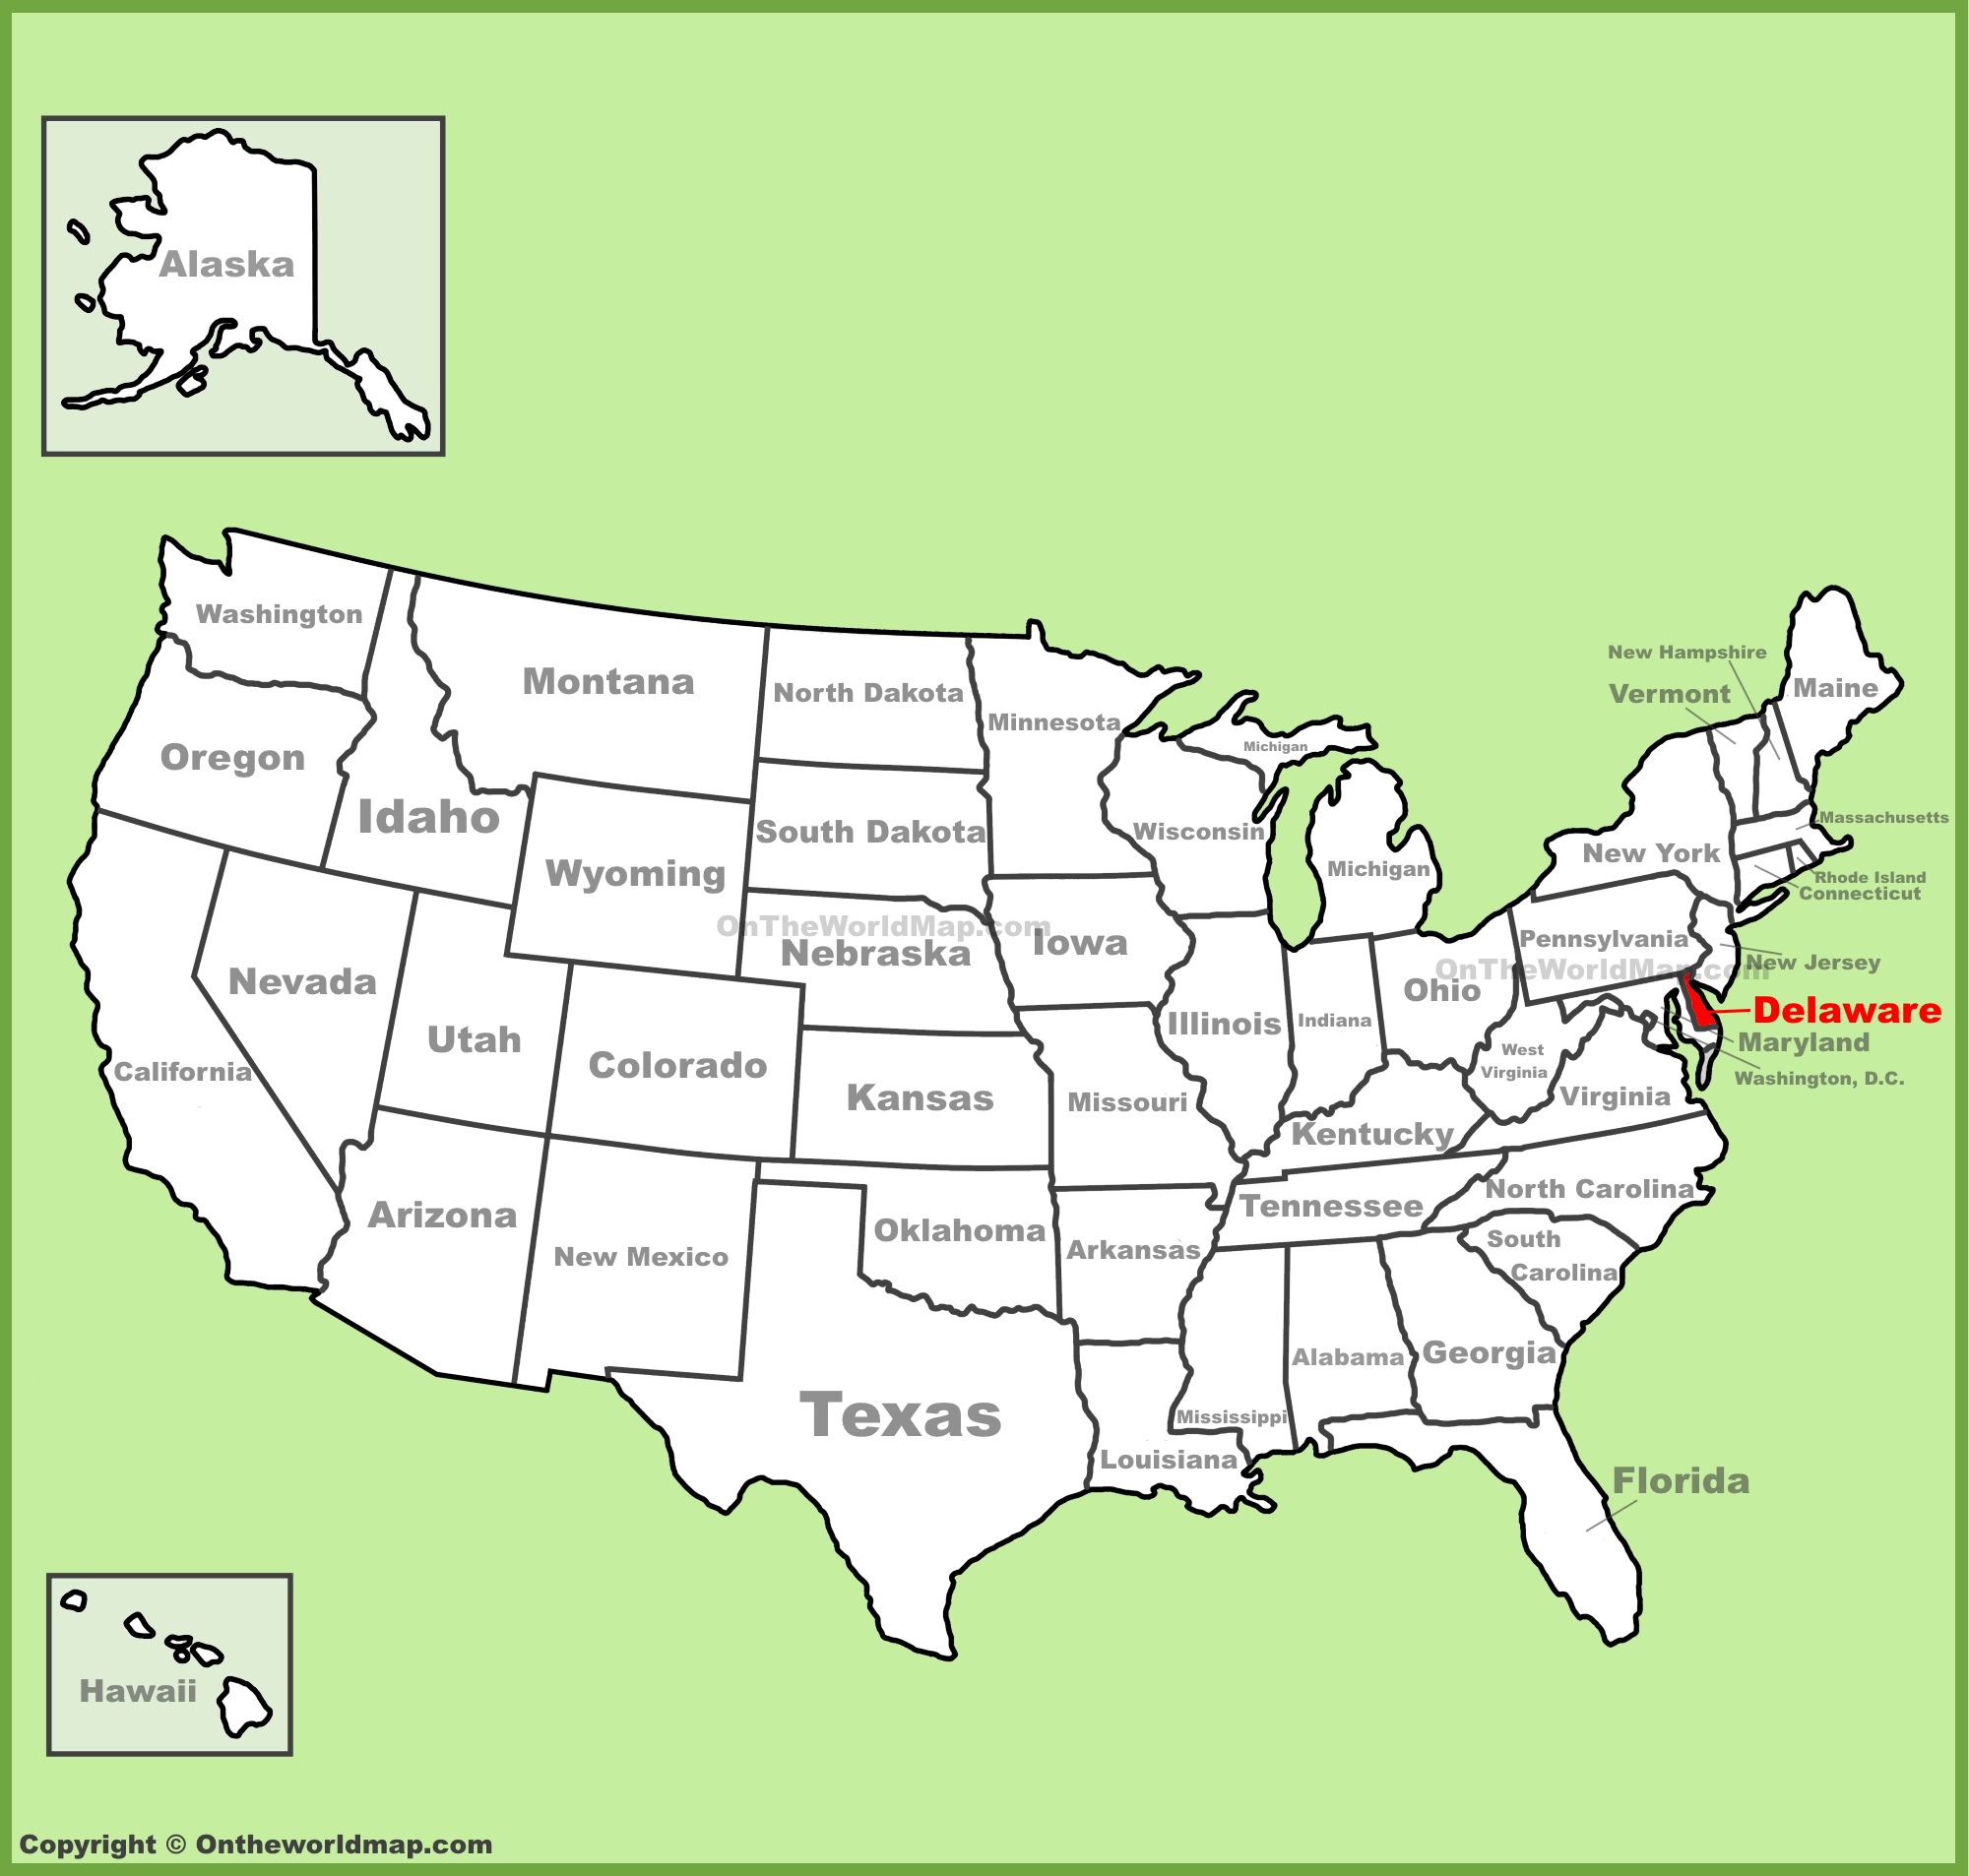 Alaska
Washington
Montana
North Dakota
Minnesota
New Hampshire
Vermont
Maine
Oregon
Idaho
Michigan
Wyoming
South Dakota
Wisconsin
Michigan
Massachusetts
New York
Rhode Island
Connecticut
OnTheWorldMap.com
Nebraska
Iowa
Pennsylvania
New Jersey
OnTheWorldMap.com
Nevada
Ohio
Delaware
Illinois
Indiana
Utah
Maryland
West
Virginia
Colorado
California
Washington, D.C.
Kansas
Missouri
Virginia
Kentucky
Arizona
North Carolina
Tennessee
Oklahoma
South
Carolina
New Mexico
Arkansas
Alabama
Georgia
Texas
Mississippi
Louisiana
Florida
Hawaii
Copyright © Ontheworldmap.com